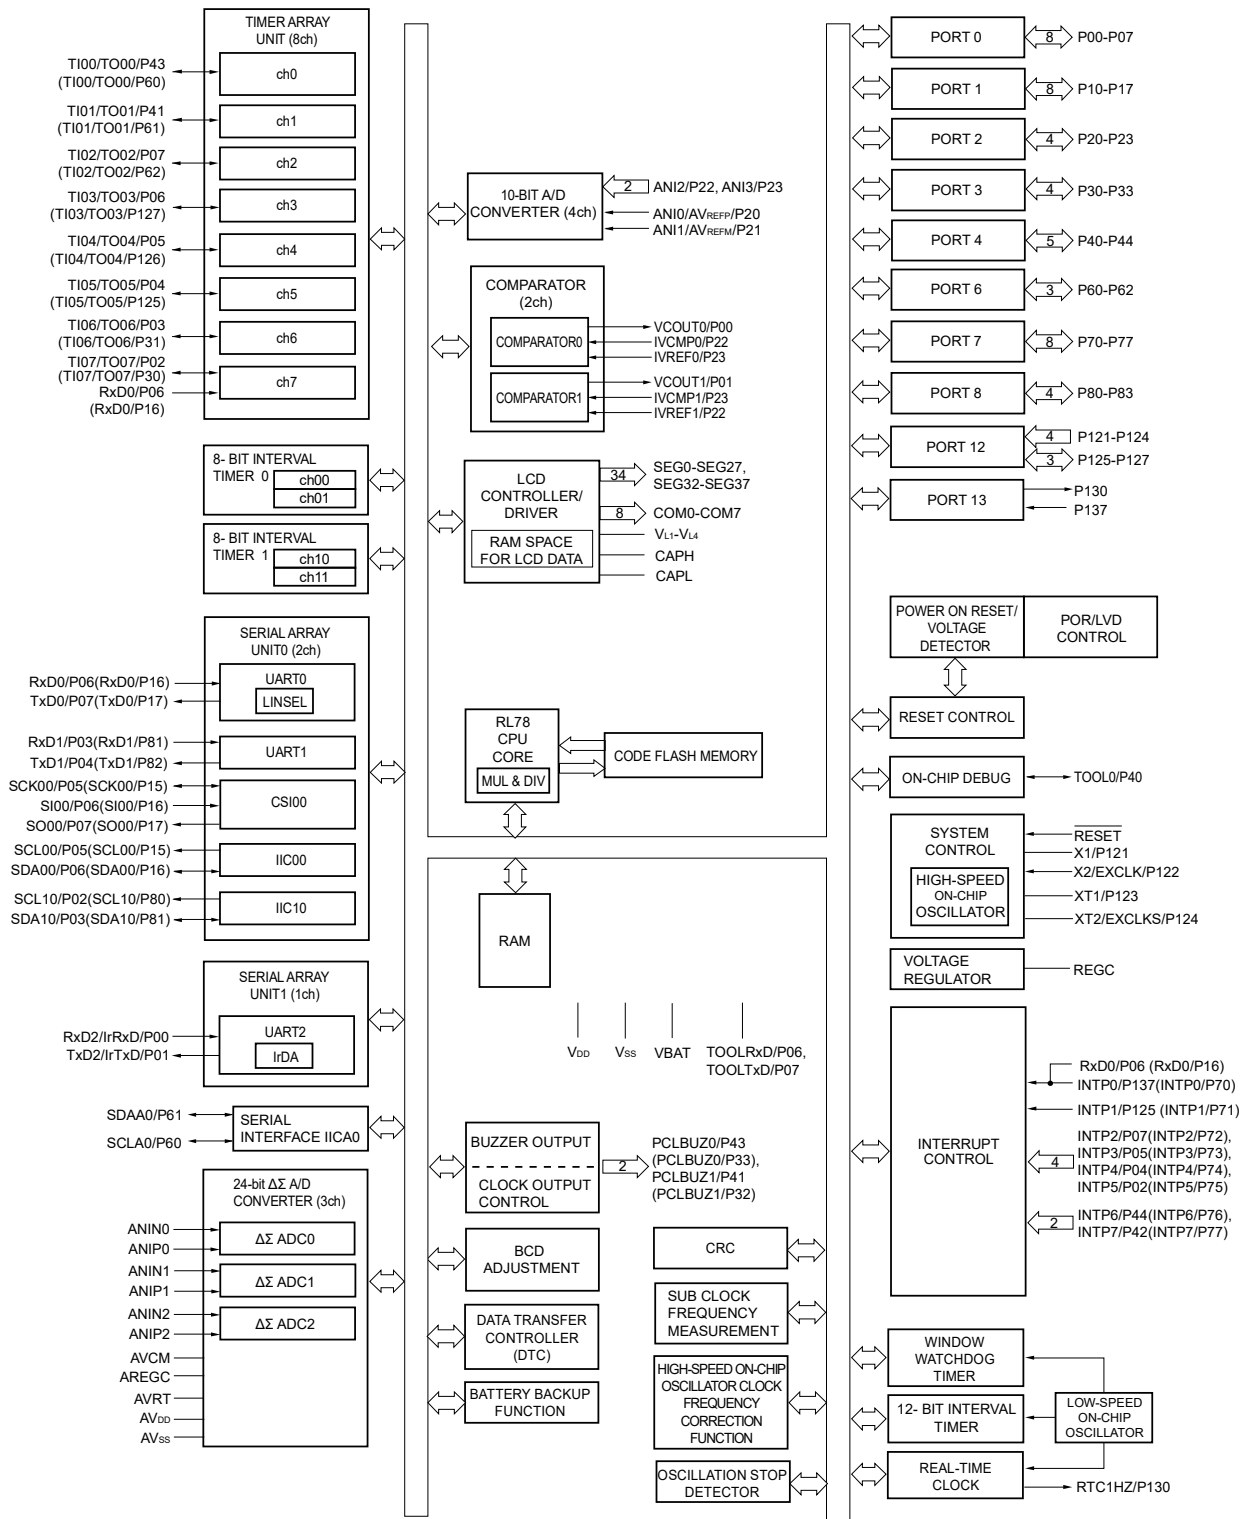 TIMER ARRAY
UNIT (8ch)
TI00/TO00/P43
(TI00/TO00/P60)
ch0
TI01/TO01/P41
(TI01/TO01/P61)
ch1
TI02/TO02/P07
(TI02/TO02/P62)
ch2
TI03/TO03/P06
(TI03/TO03/P127)
ch3
TI04/TO04/P05
(TI04/TO04/P126)
ch4
TI05/TO05/P04
(TI05/TO05/P125)
ch5
TI06/TO06/P03
(TI06/TO06/P31)
ch6
TI07/TO07/P02
(TI07/TO07/P30)
RxD0/P06
(RxD0/P16)
ch7
8- BIT INTERVAL
TIMER 0
ch00
ch01
8- BIT INTERVAL
TIMER 1
ch10
ch11
SERIAL ARRAY
UNIT0 (2ch)
UART0
LINSEL
RxD0/P06(RxD0/P16)
TxD0/P07(TxD0/P17)
RxD1/P03(RxD1/P81)
TxD1/P04(TxD1/P82)
UART1
SCK00/P05(SCK00/P15)
SI00/P06(SI00/P16)
SO00/P07(SO00/P17)
CSI00
SCL00/P05(SCL00/P15)
SDA00/P06(SDA00/P16)
IIC00
SCL10/P02(SCL10/P80)
SDA10/P03(SDA10/P81)
IIC10
SERIAL ARRAY
UNIT1 (1ch)
UART2
IrDA
RxD2/IrRxD/P00
TxD2/IrTxD/P01
SDAA0/P61
SCLA0/P60
SERIAL
INTERFACE IICA0
24-bit ΔΣ A/D
CONVERTER (3ch)
ANIN0
ANIP0
ΔΣ ADC0
ANIN1
ANIP1
ΔΣ ADC1
ANIN2
ANIP2
ΔΣ ADC2
AVCM
AREGC
AVRT
AVDD
AVSS
10-BIT A/D
CONVERTER (4ch)
2
ANI2/P22, ANI3/P23
ANI0/AVREFP/P20
ANI1/AVREFM/P21
COMPARATOR
(2ch)
COMPARATOR0
VCOUT0/P00
IVCMP0/P22
IVREF0/P23
COMPARATOR1
VCOUT1/P01
IVCMP1/P23
IVREF1/P22
LCD
CONTROLLER/
DRIVER
RAM SPACE
FOR LCD DATA
34
SEG0-SEG27,
SEG32-SEG37
8
COM0-COM7
VL1-VL4
CAPH
CAPL
RL78
CPU
CORE
MUL & DIV
CODE FLASH MEMORY
RAM
VDD
VSS
VBAT
TOOLRxD/P06,
TOOLTxD/P07
BUZZER OUTPUT
CLOCK OUTPUT
CONTROL
2
PCLBUZ0/P43
(PCLBUZ0/P33),
PCLBUZ1/P41
(PCLBUZ1/P32)
BCD
ADJUSTMENT
DATA TRANSFER
CONTROLLER
(DTC)
BATTERY BACKUP
FUNCTION
CRC
SUB CLOCK
FREQUENCY
MEASUREMENT
HIGH-SPEED ON-CHIP
OSCILLATOR CLOCK
FREQUENCY
CORRECTION
FUNCTION
OSCILLATION STOP
DETECTOR
PORT 0
8
P00-P07
PORT 1
8
P10-P17
PORT 2
4
P20-P23
PORT 3
4
P30-P33
PORT 4
5
P40-P44
PORT 6
3
P60-P62
PORT 7
8
P70-P77
PORT 8
4
P80-P83
PORT 12
4
P121-P124
3
P125-P127
PORT 13
P130
P137
POWER ON RESET/
VOLTAGE
DETECTOR
POR/LVD
CONTROL
RESET CONTROL
ON-CHIP DEBUG
TOOL0/P40
SYSTEM
CONTROL
HIGH-SPEED
ON-CHIP
OSCILLATOR
RESET
X1/P121
X2/EXCLK/P122
XT1/P123
XT2/EXCLKS/P124
VOLTAGE
REGULATOR
REGC
INTERRUPT
CONTROL
RxD0/P06 (RxD0/P16)
INTP0/P137(INTP0/P70)
INTP1/P125 (INTP1/P71)
4
INTP2/P07(INTP2/P72),
INTP3/P05(INTP3/P73),
INTP4/P04(INTP4/P74),
INTP5/P02(INTP5/P75)
2
INTP6/P44(INTP6/P76),
INTP7/P42(INTP7/P77)
WINDOW
WATCHDOG
TIMER
12- BIT INTERVAL
TIMER
LOW-SPEED
ON-CHIP
OSCILLATOR
REAL-TIME
CLOCK
RTC1HZ/P130